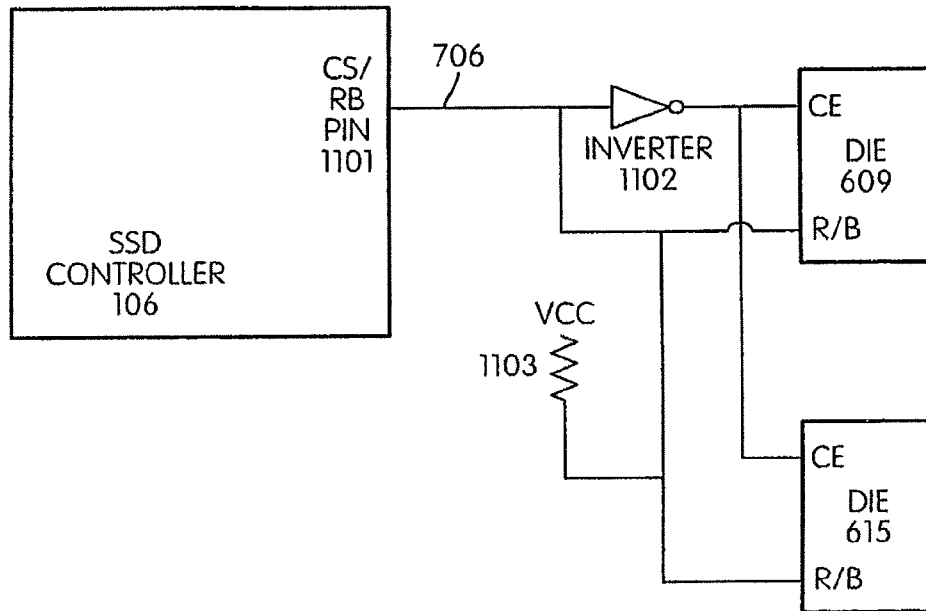 CS/
RB
PIN
1101
SSD
CONTROLLER
106
706
INVERTER
1102
VCC
1103
CE
DIE
609
R/B
CE
DIE
615
R/B